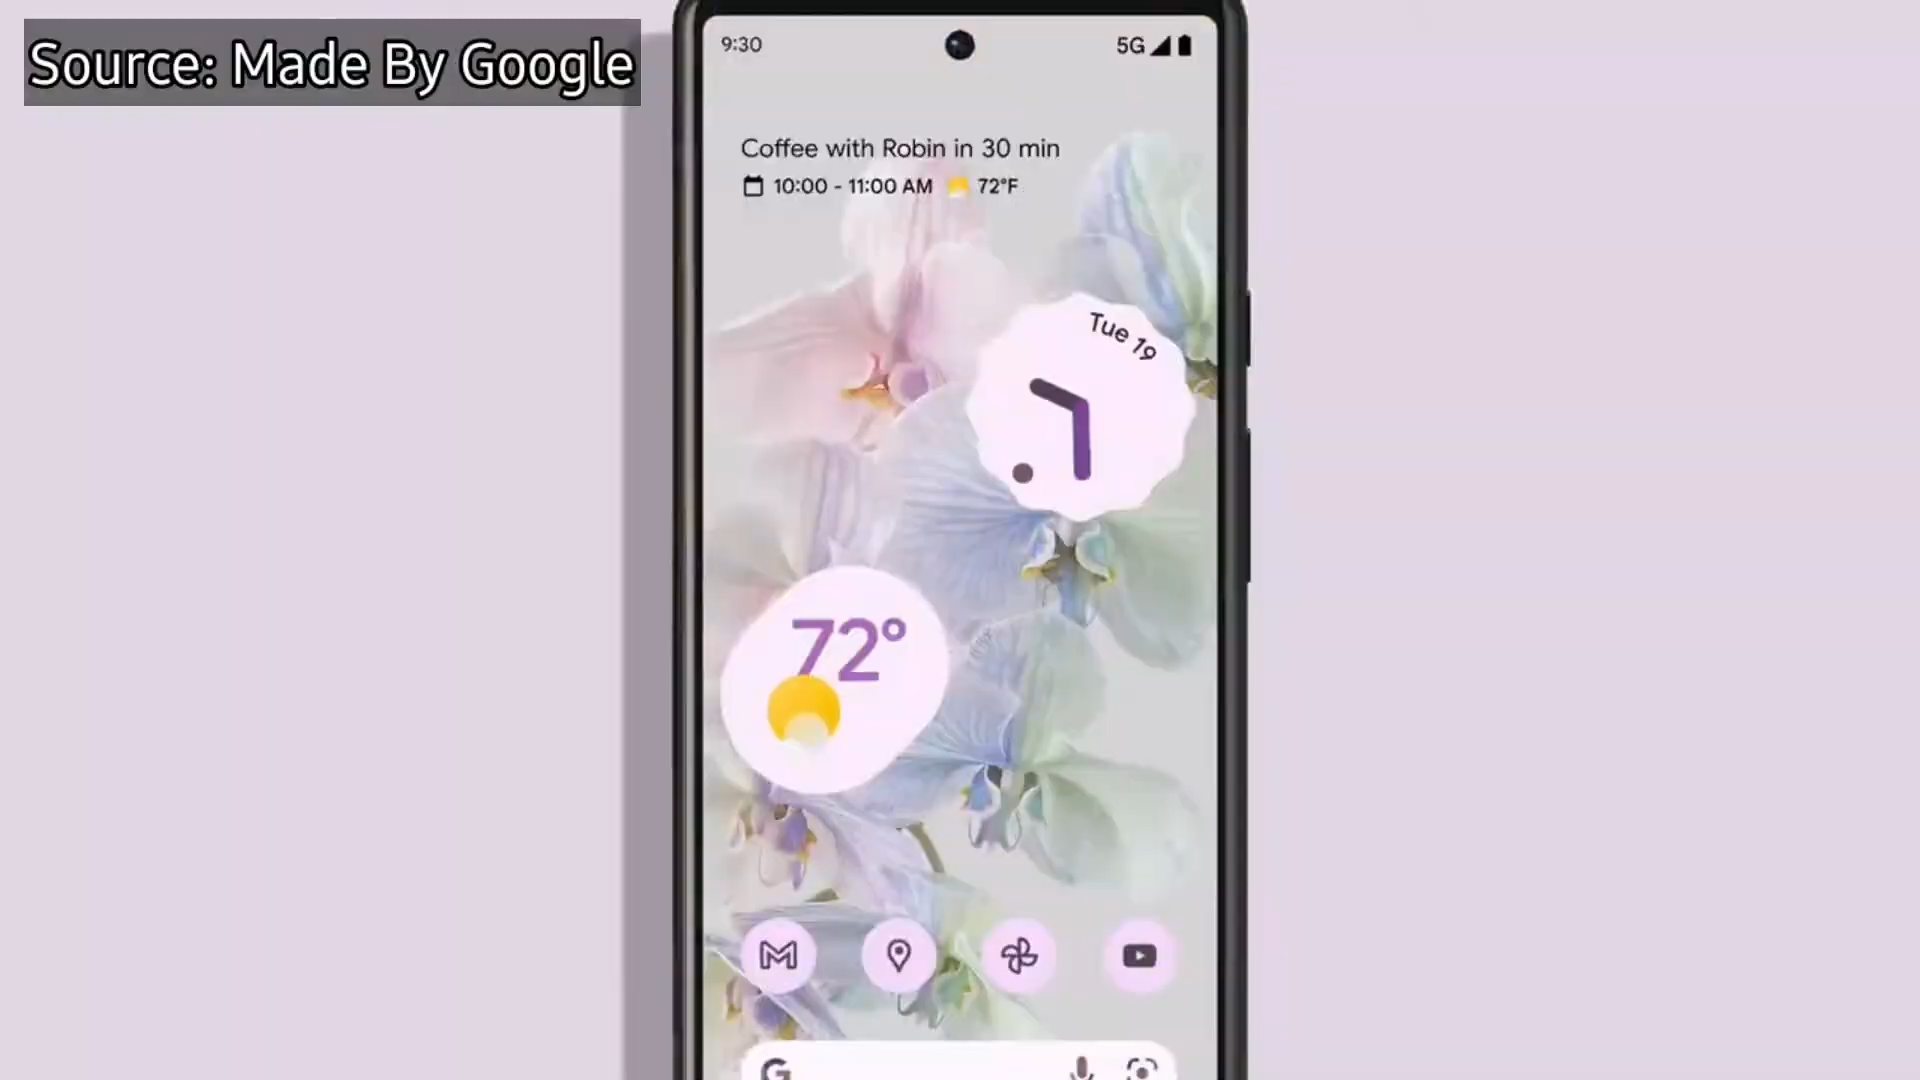 Source: Made By Google
9:30
5G
Coffee with Robin in 30 min
10:00 - 11:00 AM 72°F
Tue 19
72°